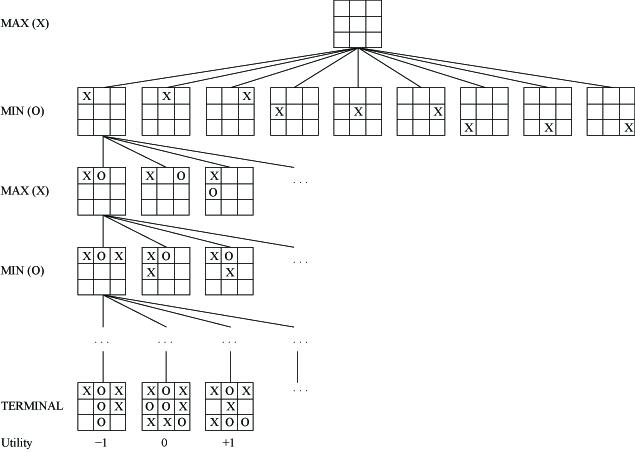 MAX (X)
MIN (O)
X X X X X X X X X
MAX (X)
X O X O X
O
. . .
MIN (O)
X O X X O X O
X X
. . .
. . . . . . . . . . . .
TERMINAL
X O X X O X X O X
O X O O X X
O X X O X O O
. . .
Utility −1 0 +1